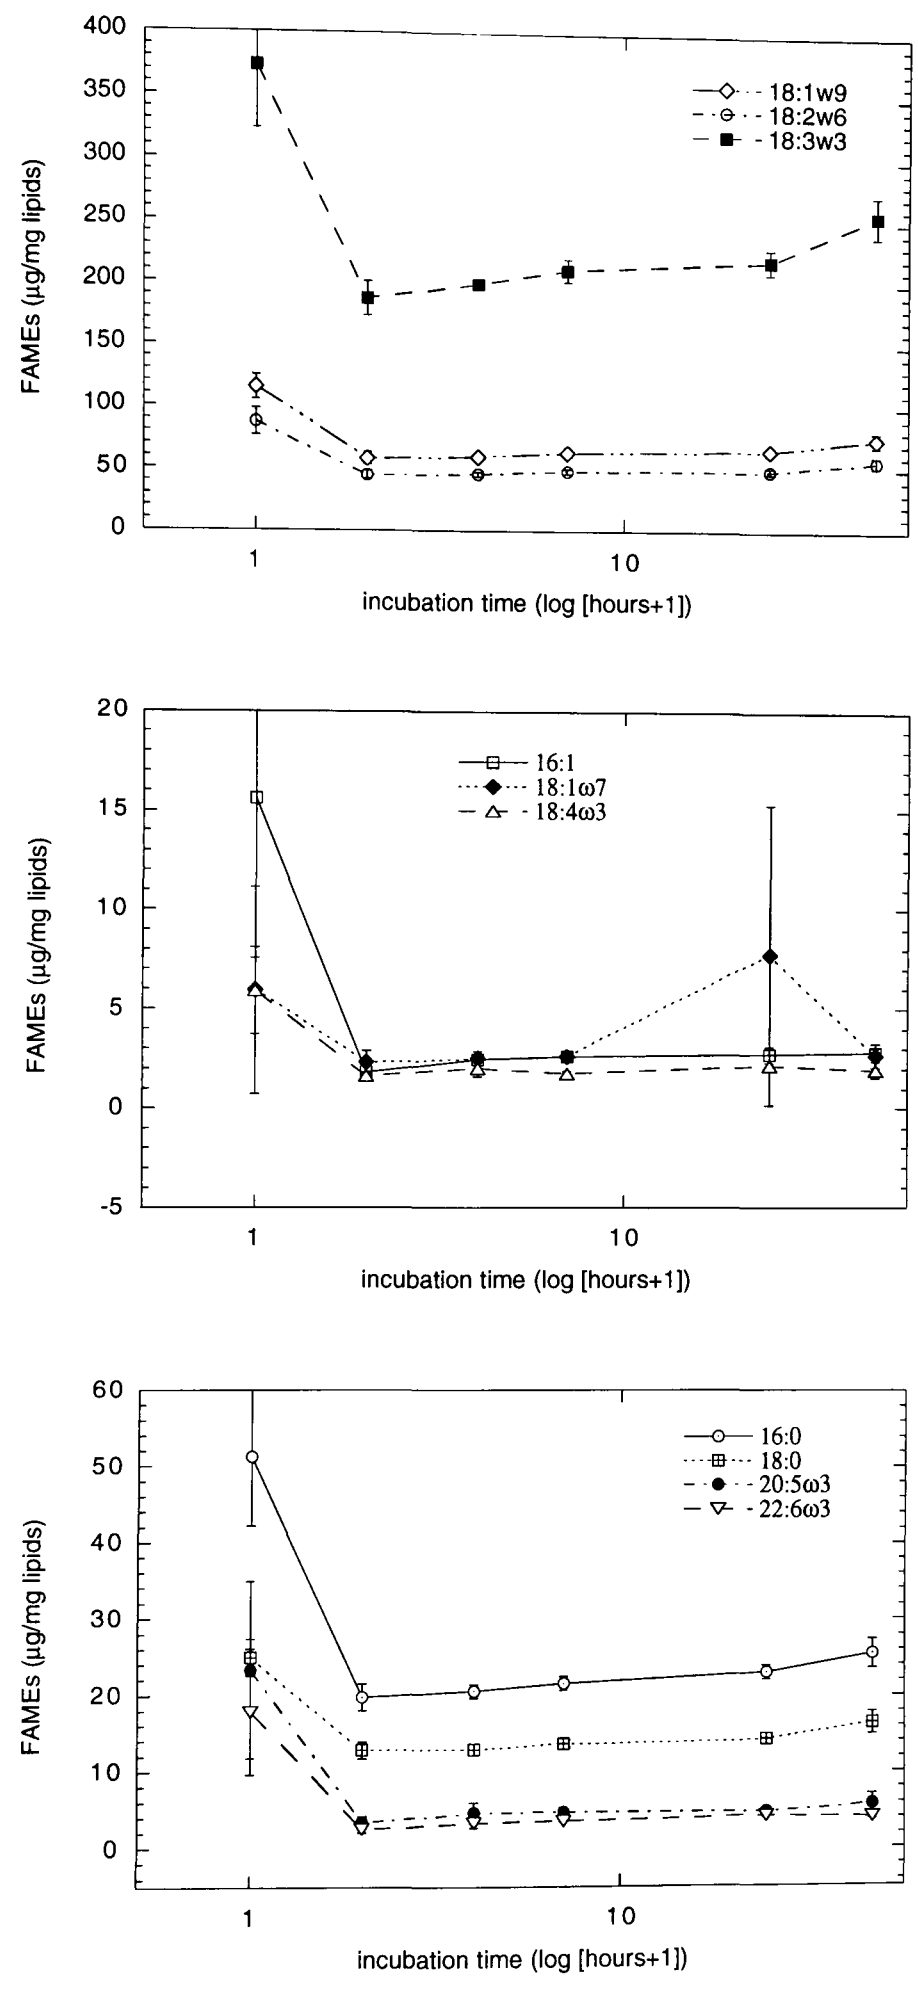 400
350
300
250
200
150
100
50
0
FAMEs (µg/mg lipids)
18:1w9
18:2w6
18:3w3
1
10
incubation time (log [hours+1])
20
15
10
5
0
-5
FAMEs (µg/mg lipids)
16:1
18:1ω7
18:4ω3
1
10
incubation time (log [hours+1])
60
50
40
30
20
10
0
FAMEs (µg/mg lipids)
16:0
18:0
20:5ω3
22:6ω3
1
10
incubation time (log [hours+1])